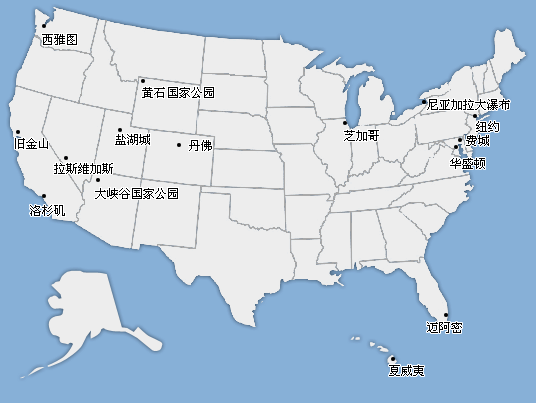 西雅图
黄石国家公园
尼亚加拉大瀑布
纽约
旧金山
盐湖城
丹佛
芝加哥
费城
拉斯维加斯
华盛顿
大峡谷国家公园
洛杉矶
迈阿密
夏威夷